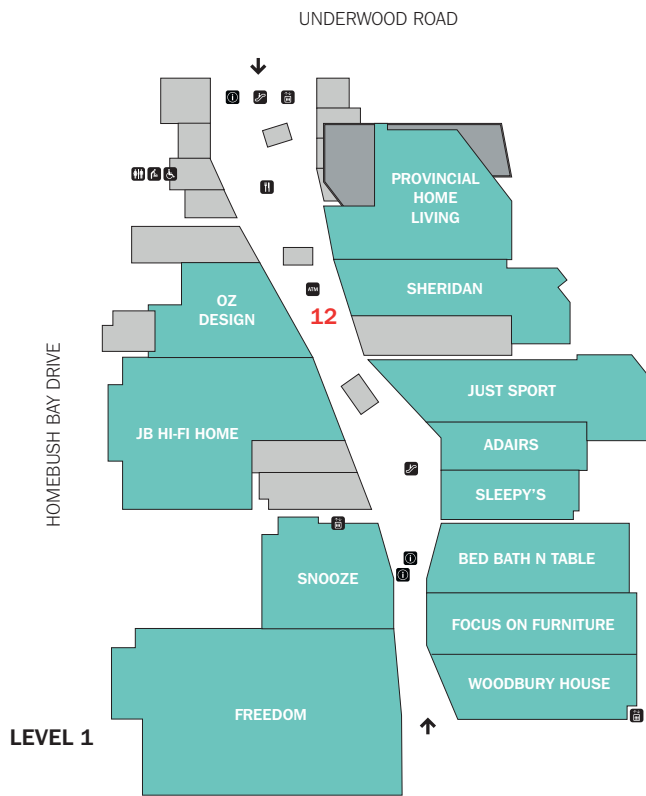 UNDERWOOD ROAD
PROVINCIAL
HOME
LIVING
SHERIDAN
ATM
12
OZ
DESIGN
HOMEBUSH BAY DRIVE
JUST SPORT
JB HI-FI HOME
ADAIRS
SLEEPY'S
BED BATH N TABLE
SNOOZE
FOCUS ON FURNITURE
WOODBURY HOUSE
FREEDOM
LEVEL 1